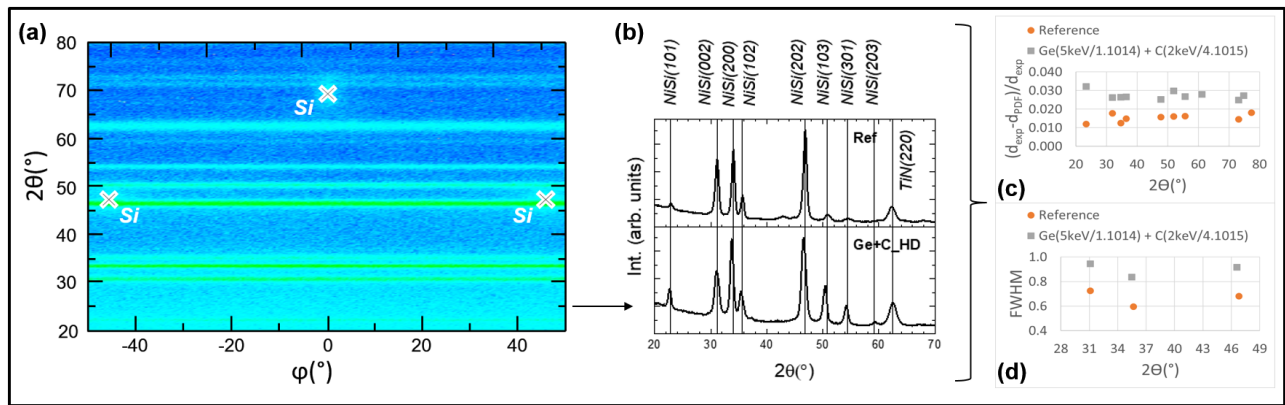 (a)
80
70
60
50
40
30
20
2θ(°)
Si
Si
Si
-40
-20
0
20
40
φ(°)
(b)
NiSi(101)
NiSi(002)
NiSi(200)
NiSi(102)
NiSi(202)
NiSi(103)
NiSi(301)
NiSi(203)
Ref
TiN(220)
Ge+C_HD
Int. (arb. units)
20 30 40 50 60 70
2θ(°)
Reference
Ge(5keV/1.1014) + C(2keV/4.1015)
0.040
0.030
0.020
0.010
0.000
(dexp-dPDF)/dexp
20 30 40 50 60 70 80
(c)
2Θ(°)
Reference
Ge(5keV/1.1014) + C(2keV/4.1015)
1.0
0.8
0.6
0.4
FWHM
28 31 34 37 40 43 46 49
(d)
2Θ(°)